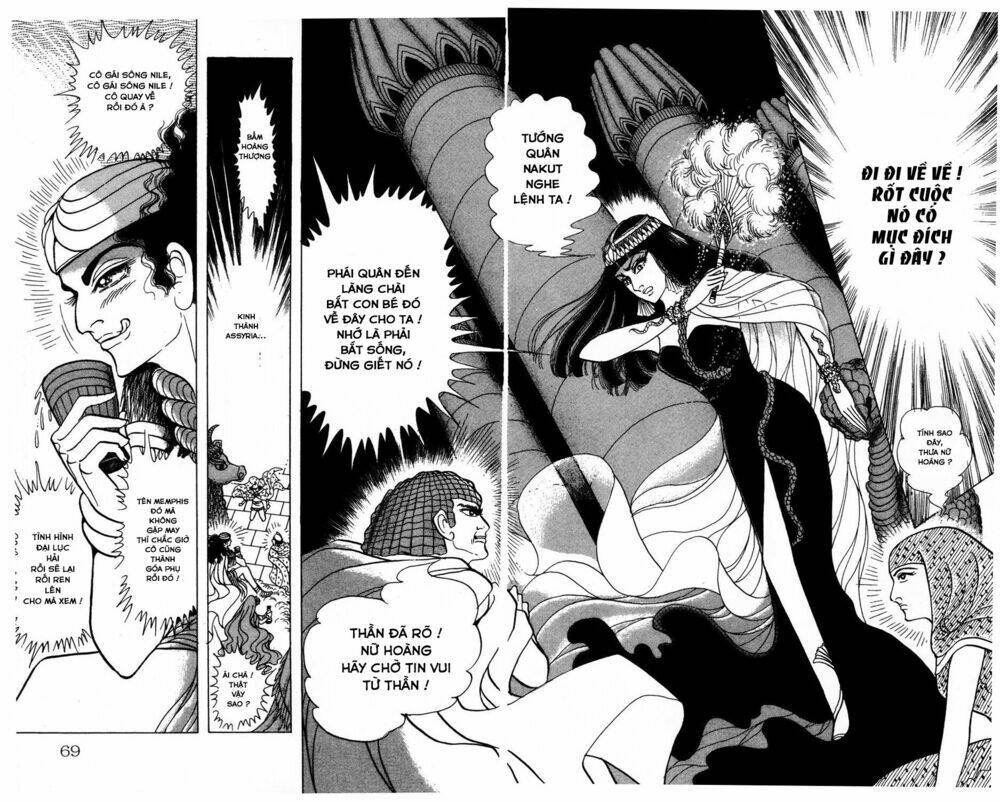 ĐI ĐI VỀ VỀ !
RỐT CUỘC
NÓ CÓ
MỤC ĐÍCH
GÌ ĐÂY ?
TÍNH SAO
ĐÂY,
THƯA NỮ
HOÀNG ?
TƯỚNG
QUÂN
NAKUT
NGHE
LỆNH TA !
PHÁI QUÂN ĐẾN
LÀNG CHÀI
BẮT CON BÉ ĐÓ
VỀ ĐÂY CHO TA !
NHỚ LÀ PHẢI
BẮT SỐNG,
ĐỪNG GIẾT NÓ !
THẦN ĐÃ RÕ !
NỮ HOÀNG
HÃY CHỜ TIN VUI
TỪ THẦN !
BẨM
HOÀNG
THƯỢNG
KINH
THÀNH
ASSYRIA...
ÁI CHÀ !
THẬT
VẬY
SAO ?
CÔ GÁI SÔNG NILE,
CÔ GÁI SÔNG NILE !
CÔ QUAY VỀ
RỒI ĐÓ À ?
TÊN MEMPHIS
ĐÓ MÀ
KHÔNG
GẶP MAY
THÌ CHẮC GIỜ
CÔ CŨNG
THÀNH
GÓA PHỤ
RỒI ĐÓ !
TÌNH HÌNH
ĐẠI LỤC
HẢI
RỒI SẼ LẠI
RỐI REN
LÊN
CHO MÀ XEM !
69